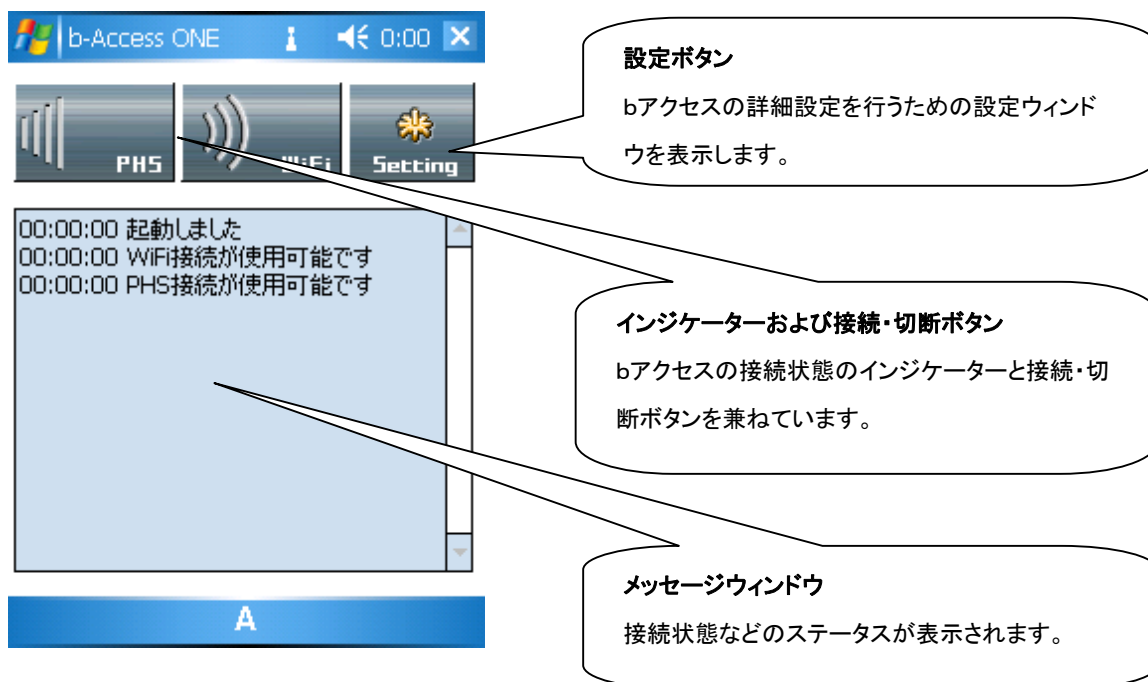 b-Access ONE 0:00
PHS WiFi Setting
00:00:00 起動しました
00:00:00 WiFi接続が使用可能です
00:00:00 PHS接続が使用可能です
A
設定ボタン
bアクセスの詳細設定を行うための設定ウィンド
ウを表示します。
インジケーターおよび接続・切断ボタン
bアクセスの接続状態のインジケーターと接続・切
断ボタンを兼ねています。
メッセージウィンドウ
接続状態などのステータスが表示されます。